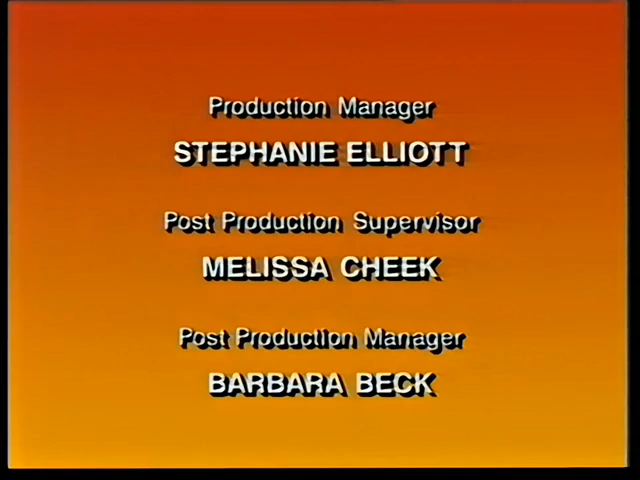 Production Manager
STEPHANIE ELLIOTT
Post Production Supervisor
MELISSA CHEEK
Post Production Manager
BARBARA BECK